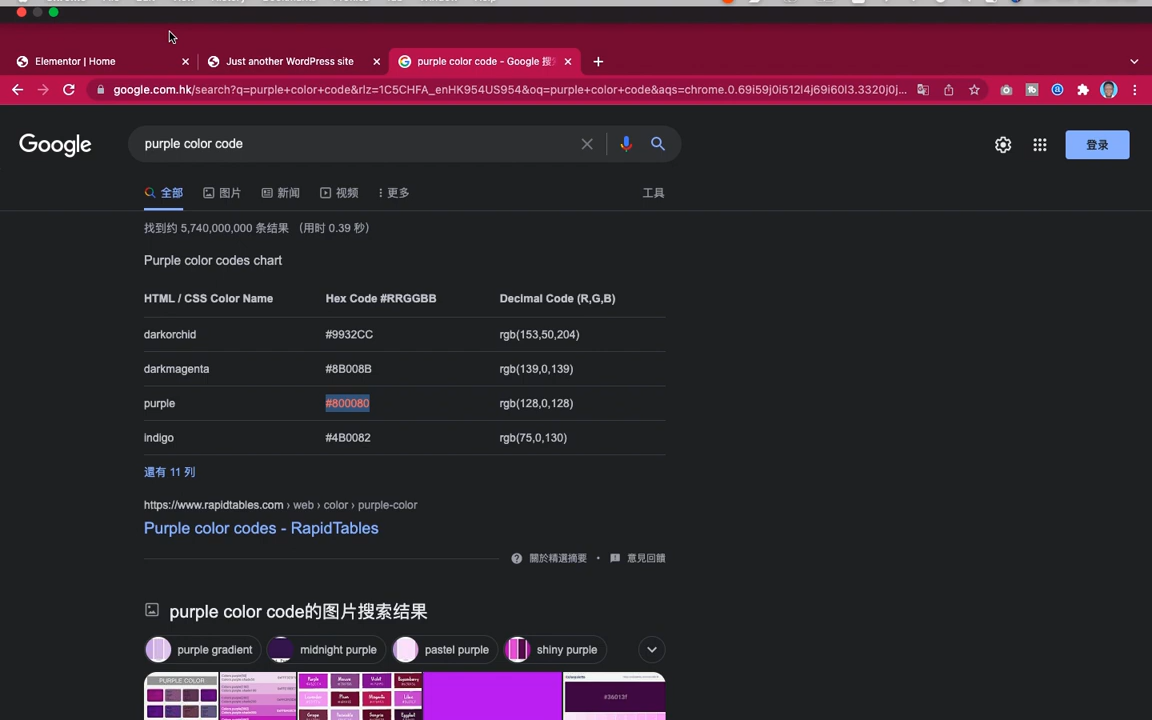 Elementor | Home
Just another WordPress site
purple color code - Google 搜
google.com.hk/search?q=purple+color+code&rlz=1C5CHFA_enHK954US954&oq=purple+color+code&aqs=chrome.0.69i59j0i512l4j69i60l3.3320j0j...
Google
purple color code
登录
全部
图片
新闻
视频
更多
工具
找到约 5,740,000,000 条结果 （用时 0.39 秒）
Purple color codes chart
HTML / CSS Color Name Hex Code #RRGGBB Decimal Code (R,G,B)
darkorchid #9932CC rgb(153,50,204)
darkmagenta #8B008B rgb(139,0,139)
purple #800080 rgb(128,0,128)
indigo #4B0082 rgb(75,0,130)
還有 11 列
https://www.rapidtables.com › web › color › purple-color
Purple color codes - RapidTables
關於精選摘要 • 意見回饋
purple color code的图片搜索结果
purple gradient
midnight purple
pastel purple
shiny purple
PURPLE COLOR
#36013F